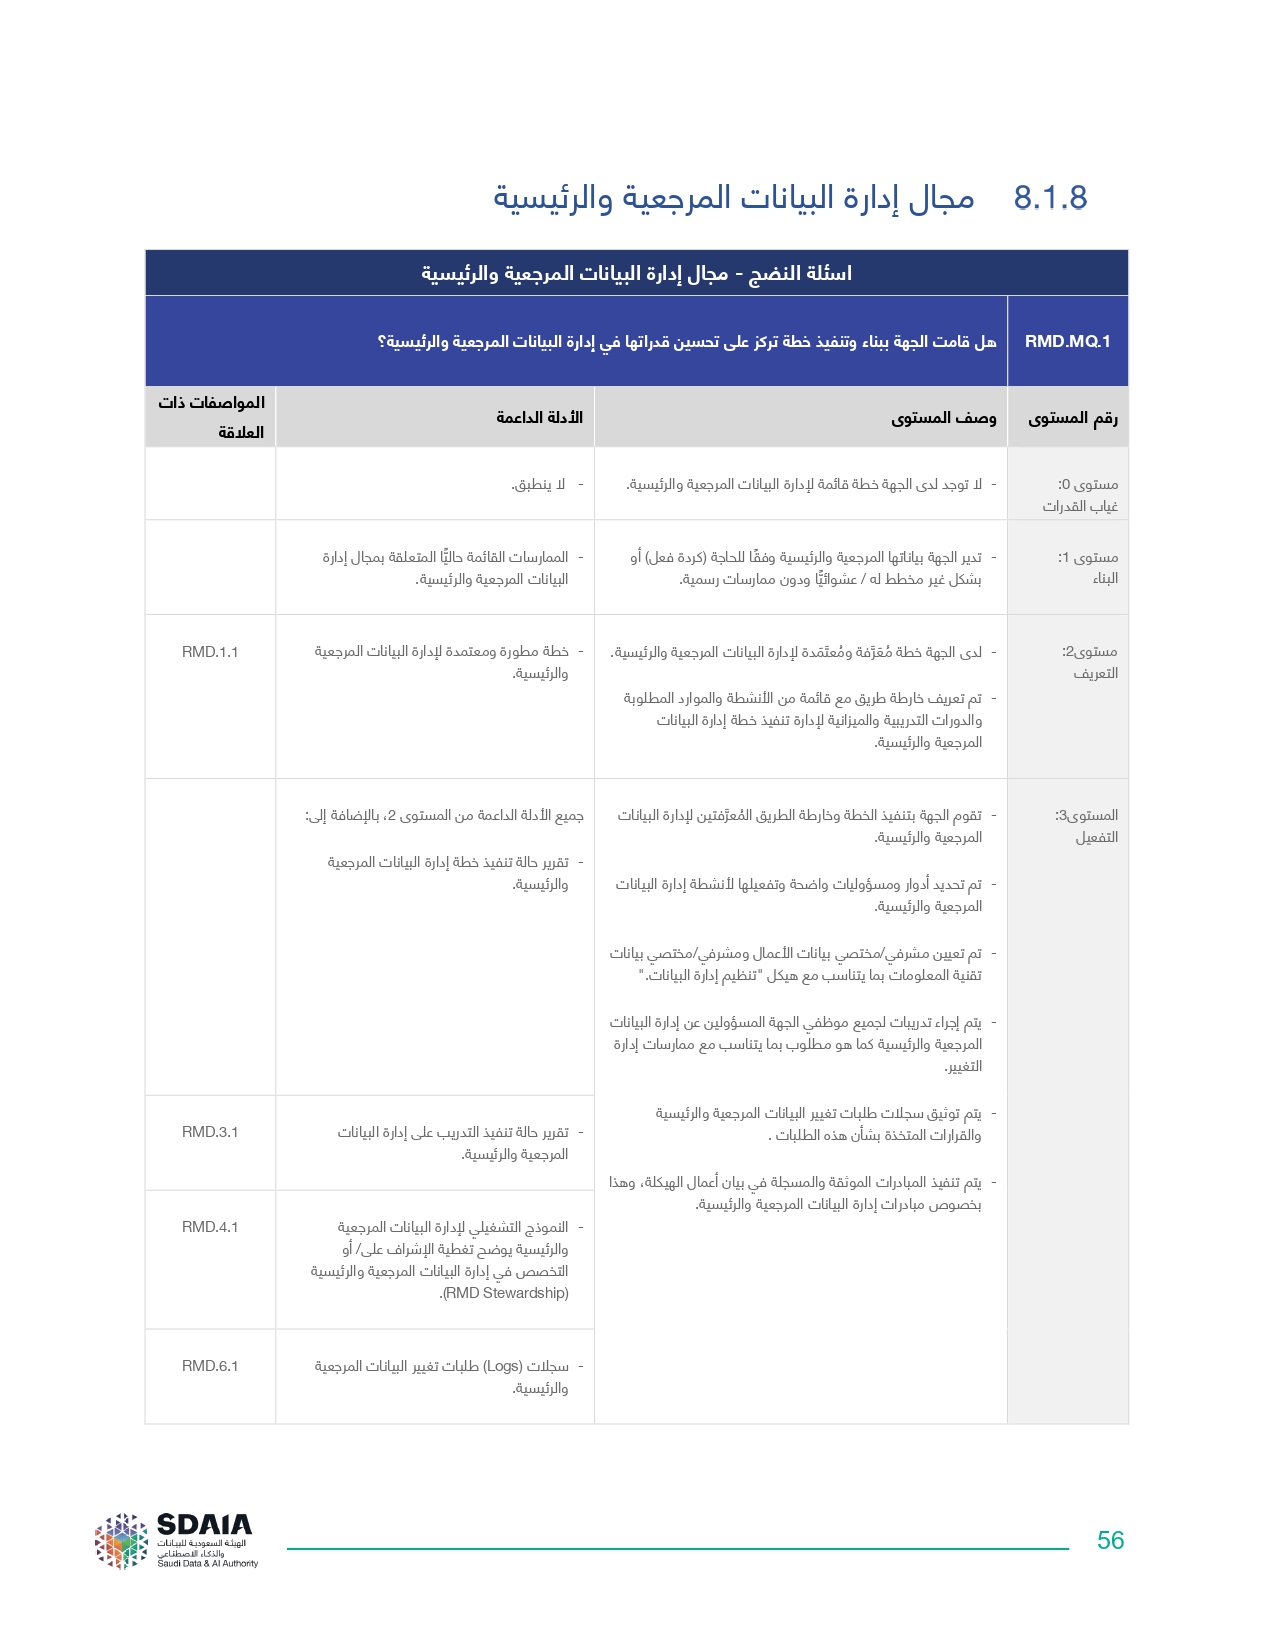 8.1.8 مجال إدارة البيانات المرجعية والرئيسية
اسئلة النضج - مجال إدارة البيانات المرجعية والرئيسية
RMD.MQ.1
هل قامت الجهة ببناء وتنفيذ خطة تركز على تحسين قدراتها في إدارة البيانات المرجعية والرئيسية؟
رقم المستوى
وصف المستوى
الأدلة الداعمة
المواصفات ذات
العلاقة
مستوى 0:
غياب القدرات
- لا توجد لدى الجهة خطة قائمة لإدارة البيانات المرجعية والرئيسية.
- لا ينطبق.
مستوى 1:
البناء
- تدير الجهة بياناتها المرجعية والرئيسية وفقًا للحاجة (كردة فعل) أو
بشكل غير مخطط له / عشوائيًّا ودون ممارسات رسمية.
- الممارسات القائمة حاليًّا المتعلقة بمجال إدارة
البيانات المرجعية والرئيسية.
مستوى2:
التعريف
- لدى الجهة خطة مُعَرَّفة ومُعتَمَدة لإدارة البيانات المرجعية والرئيسية.
- تم تعريف خارطة طريق مع قائمة من الأنشطة والموارد المطلوبة
والدورات التدريبية والميزانية لإدارة تنفيذ خطة إدارة البيانات
المرجعية والرئيسية.
- خطة مطورة ومعتمدة لإدارة البيانات المرجعية
والرئيسية.
RMD.1.1
المستوى3:
التفعيل
- تقوم الجهة بتنفيذ الخطة وخارطة الطريق المُعرَّفتين لإدارة البيانات
المرجعية والرئيسية.
- تم تحديد أدوار ومسؤوليات واضحة وتفعيلها لأنشطة إدارة البيانات
المرجعية والرئيسية.
- تم تعيين مشرفي/مختصي بيانات الأعمال ومشرفي/مختصي بيانات
تقنية المعلومات بما يتناسب مع هيكل "تنظيم إدارة البيانات."
- يتم إجراء تدريبات لجميع موظفي الجهة المسؤولين عن إدارة البيانات
المرجعية والرئيسية كما هو مطلوب بما يتناسب مع ممارسات إدارة
التغيير.
- يتم توثيق سجلات طلبات تغيير البيانات المرجعية والرئيسية
والقرارات المتخذة بشأن هذه الطلبات .
- يتم تنفيذ المبادرات الموثقة والمسجلة في بيان أعمال الهيكلة، وهذا
بخصوص مبادرات إدارة البيانات المرجعية والرئيسية.
جميع الأدلة الداعمة من المستوى 2، بالإضافة إلى:
- تقرير حالة تنفيذ خطة إدارة البيانات المرجعية
والرئيسية.
- تقرير حالة تنفيذ التدريب على إدارة البيانات
المرجعية والرئيسية.
RMD.3.1
- النموذج التشغيلي لإدارة البيانات المرجعية
والرئيسية يوضح تغطية الإشراف على/ أو
التخصص في إدارة البيانات المرجعية والرئيسية
(RMD Stewardship).
RMD.4.1
- سجلات (Logs) طلبات تغيير البيانات المرجعية
والرئيسية.
RMD.6.1
SDAIA
الهيئة السعودية للبيانات
والذكاء الاصطناعي
Saudi Data & AI Authority
56